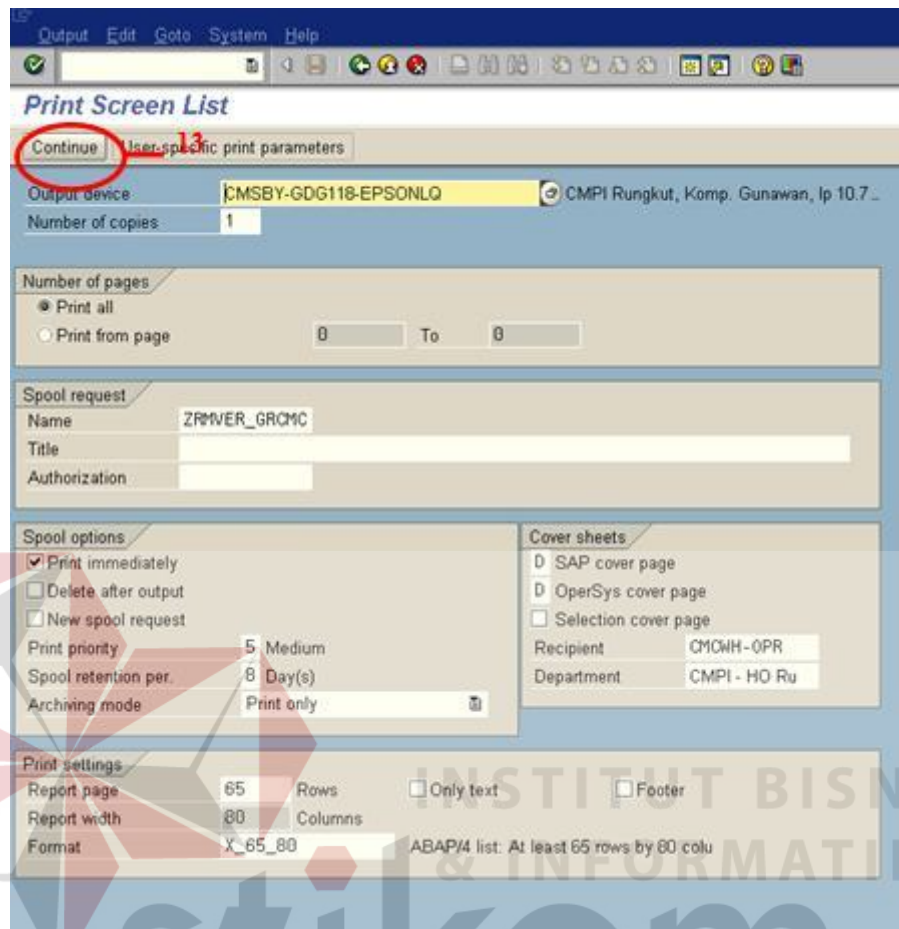 Output Edit Goto System Help
Print Screen List
Continue User-specific print parameters
13
Output device CMSBY-GDG118-EPSONLQ CMPI Rungkut, Komp. Gunawan, Ip 10.7...
Number of copies 1
Number of pages
Print all
Print from page 0 To 0
Spool request
Name ZRMVER_GRCMC
Title
Authorization
Spool options
Print immediately
Delete after output
New spool request
Print priority 5 Medium
Spool retention per. 8 Day(s)
Archiving mode Print only
Cover sheets
D SAP cover page
D OperSys cover page
Selection cover page
Recipient CMCWH-OPR
Department CMPI - HO Ru
Print settings
Report page 65 Rows Only text Footer
Report width 80 Columns
Format X_65_80 ABAP/4 list: At least 65 rows by 80 colu
INSTITUT BISN
& INFORMATI
stikom